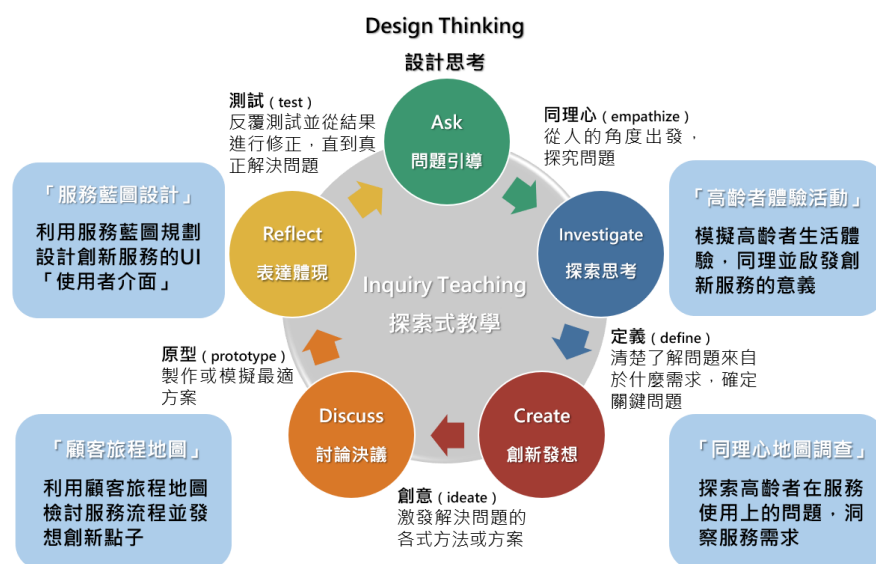 Design Thinking
設計思考
測試（test）
反覆測試並從結果
進行修正，直到真
正解決問題
Ask
問題引導
同理心（empathize）
從人的角度出發，
探究問題
「服務藍圖設計」
利用服務藍圖規劃
設計創新服務的UI
「使用者介面」
Reflect
表達體現
Inquiry Teaching
探索式教學
Investigate
探索思考
「高齡者體驗活動」
模擬高齡者生活體
驗，同理並啟發創
新服務的意義
原型（prototype）
製作或模擬最適
方案
定義（define）
清楚了解問題來自
於什麼需求，確定
關鍵問題
Discuss
討論決議
Create
創新發想
「顧客旅程地圖」
利用顧客旅程地圖
檢討服務流程並發
想創新點子
創意（ideate）
激發解決問題的
各式方法或方案
「同理心地圖調查」
探索高齡者在服務
使用上的問題，洞
察服務需求